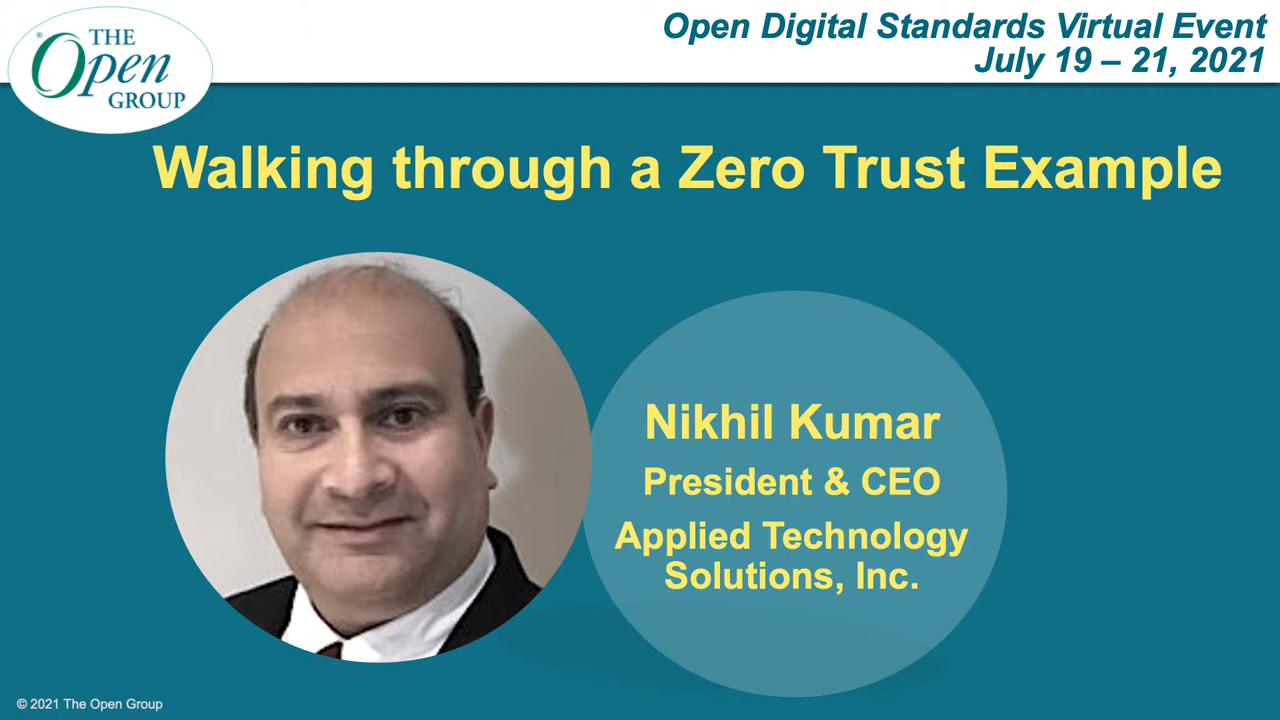 THE
Open
GROUP
®
Open Digital Standards Virtual Event
July 19 – 21, 2021
Walking through a Zero Trust Example
Nikhil Kumar
President & CEO
Applied Technology
Solutions, Inc.
© 2021 The Open Group